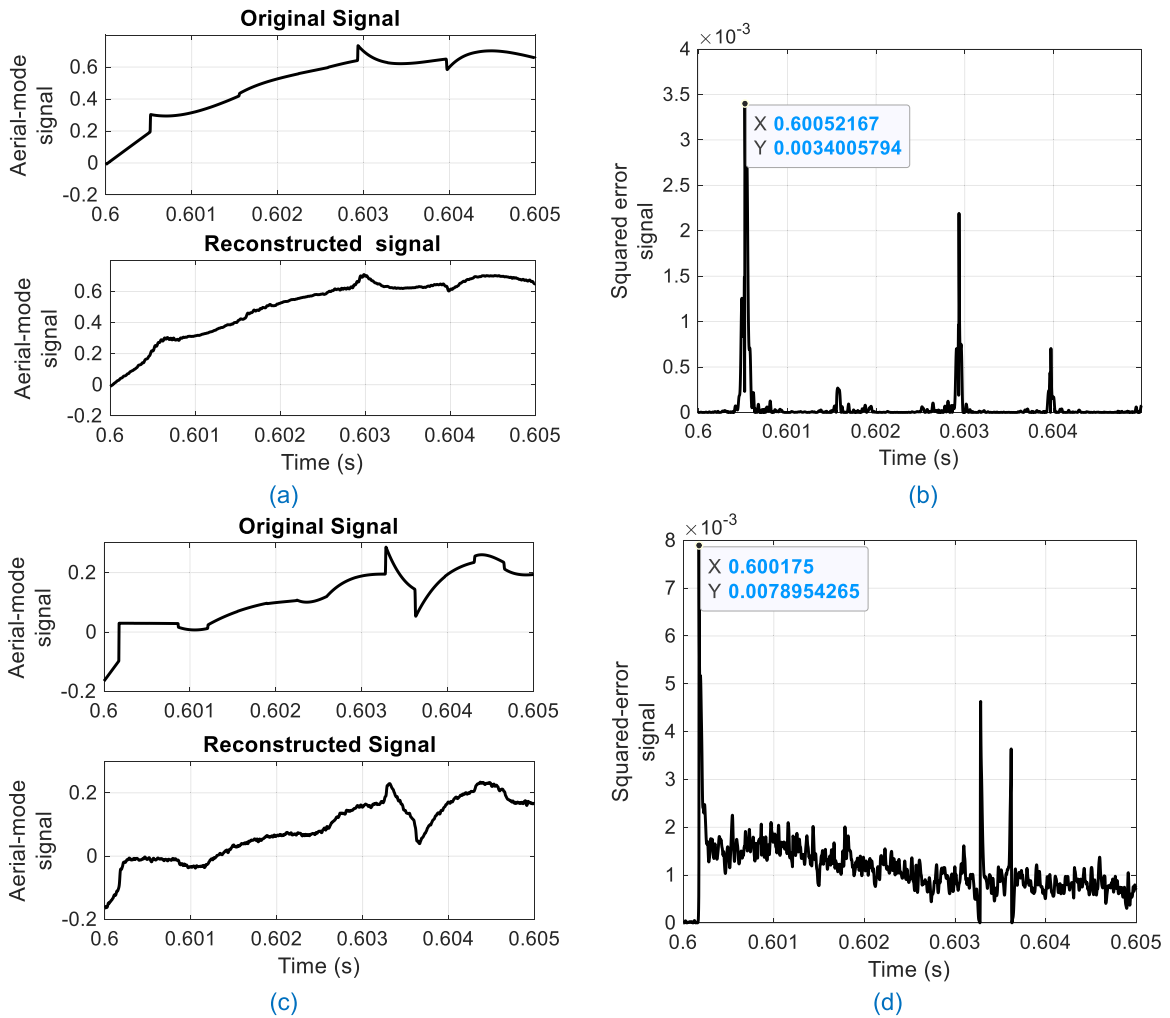 Original Signal
Aerial-mode
signal
0.6
0.4
0.2
0
-0.2
0.6 0.601 0.602 0.603 0.604 0.605
Reconstructed signal
Aerial-mode
signal
0.6
0.4
0.2
0
-0.2
0.6 0.601 0.602 0.603 0.604 0.605
Time (s)
(a)
×10-3
4
3.5
3
2.5
2
1.5
1
0.5
0
Squared error
signal
X 0.60052167
Y 0.0034005794
0.6 0.601 0.602 0.603 0.604
Time (s)
(b)
Original Signal
Aerial-mode
signal
0.2
0
-0.2
0.6 0.601 0.602 0.603 0.604 0.605
Reconstructed Signal
Aerial-mode
signal
0.2
0
-0.2
0.6 0.601 0.602 0.603 0.604 0.605
Time (s)
(c)
×10-3
8
7
6
5
4
3
2
1
0
Squared-error
signal
X 0.600175
Y 0.0078954265
0.6 0.601 0.602 0.603 0.604 0.605
Time (s)
(d)